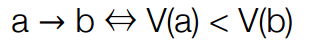 a → b ⇔ V(a) < V(b)